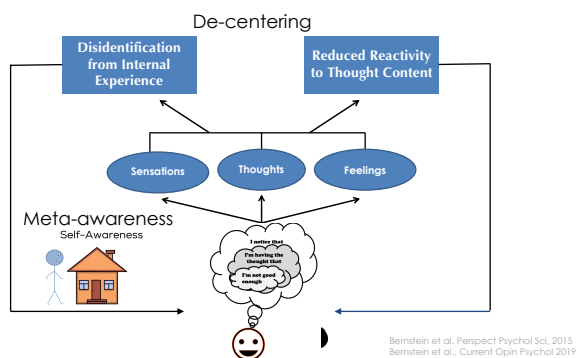 De-centering
Disidentification
from Internal
Experience
Reduced Reactivity
to Thought Content
Sensations
Thoughts
Feelings
Meta-awareness
Self-Awareness
I notice that
I'm having the
thought that
I'm not good
enough
Bernstein et al. Perspect Psychol Sci, 2015
Bernstein et al., Current Opin Psychol 2019